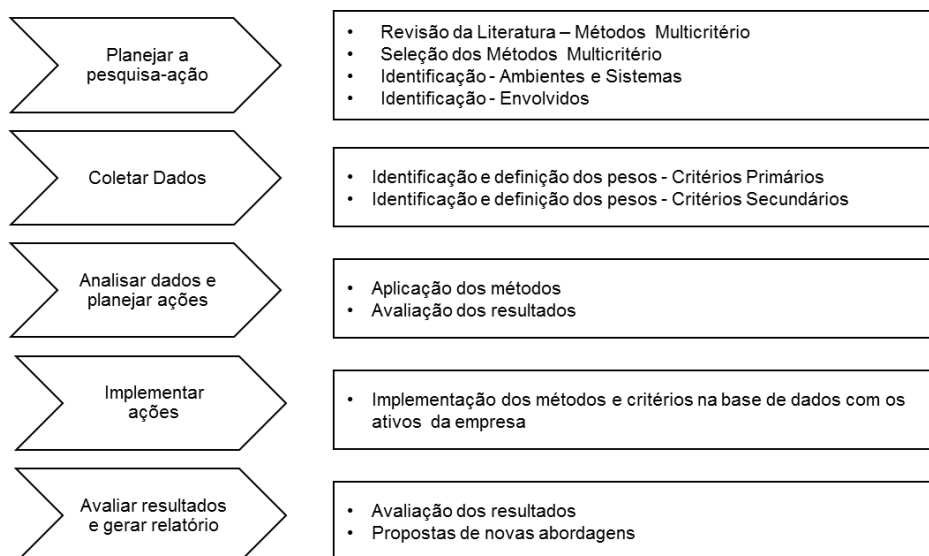 Planejar a
pesquisa-ação
• Revisão da Literatura – Métodos Multicritério
• Seleção dos Métodos Multicritério
• Identificação - Ambientes e Sistemas
• Identificação - Envolvidos
Coletar Dados
• Identificação e definição dos pesos - Critérios Primários
• Identificação e definição dos pesos - Critérios Secundários
Analisar dados e
planejar ações
• Aplicação dos métodos
• Avaliação dos resultados
Implementar
ações
• Implementação dos métodos e critérios na base de dados com os
ativos da empresa
Avaliar resultados
e gerar relatório
• Avaliação dos resultados
• Propostas de novas abordagens